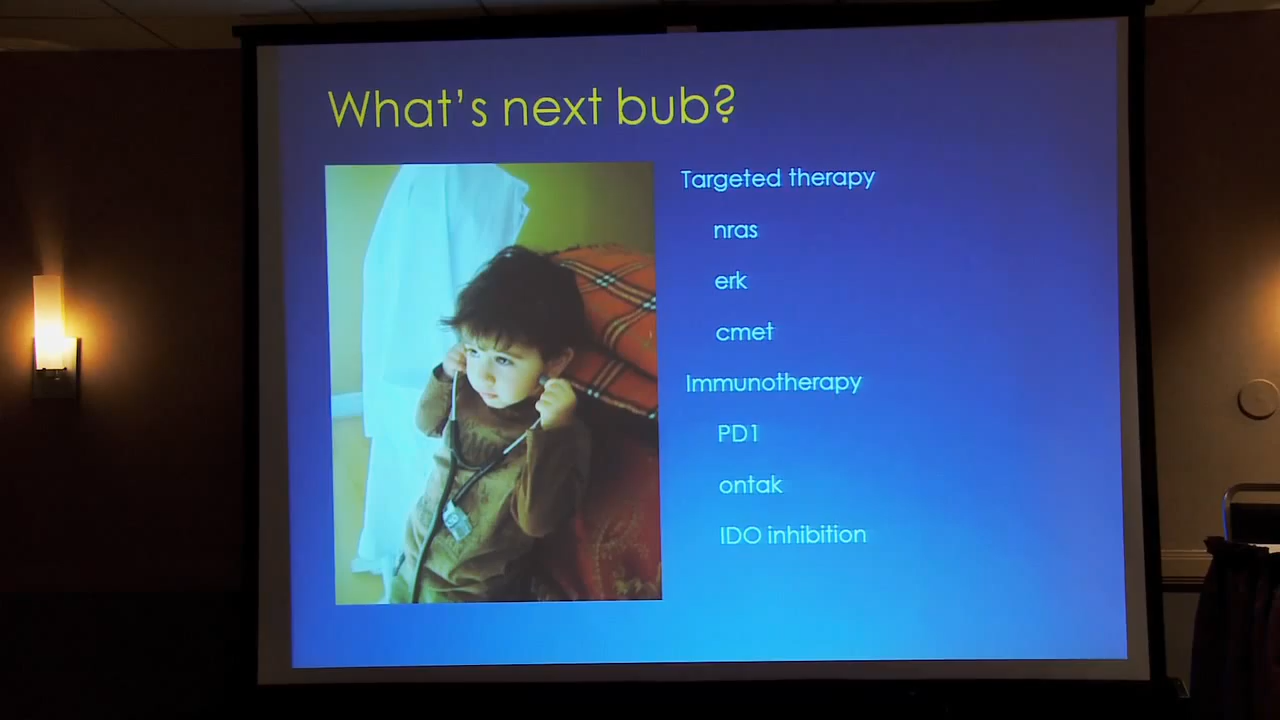 What's next bub?
Targeted therapy
nras
erk
cmet
Immunotherapy
PD1
ontak
IDO inhibition